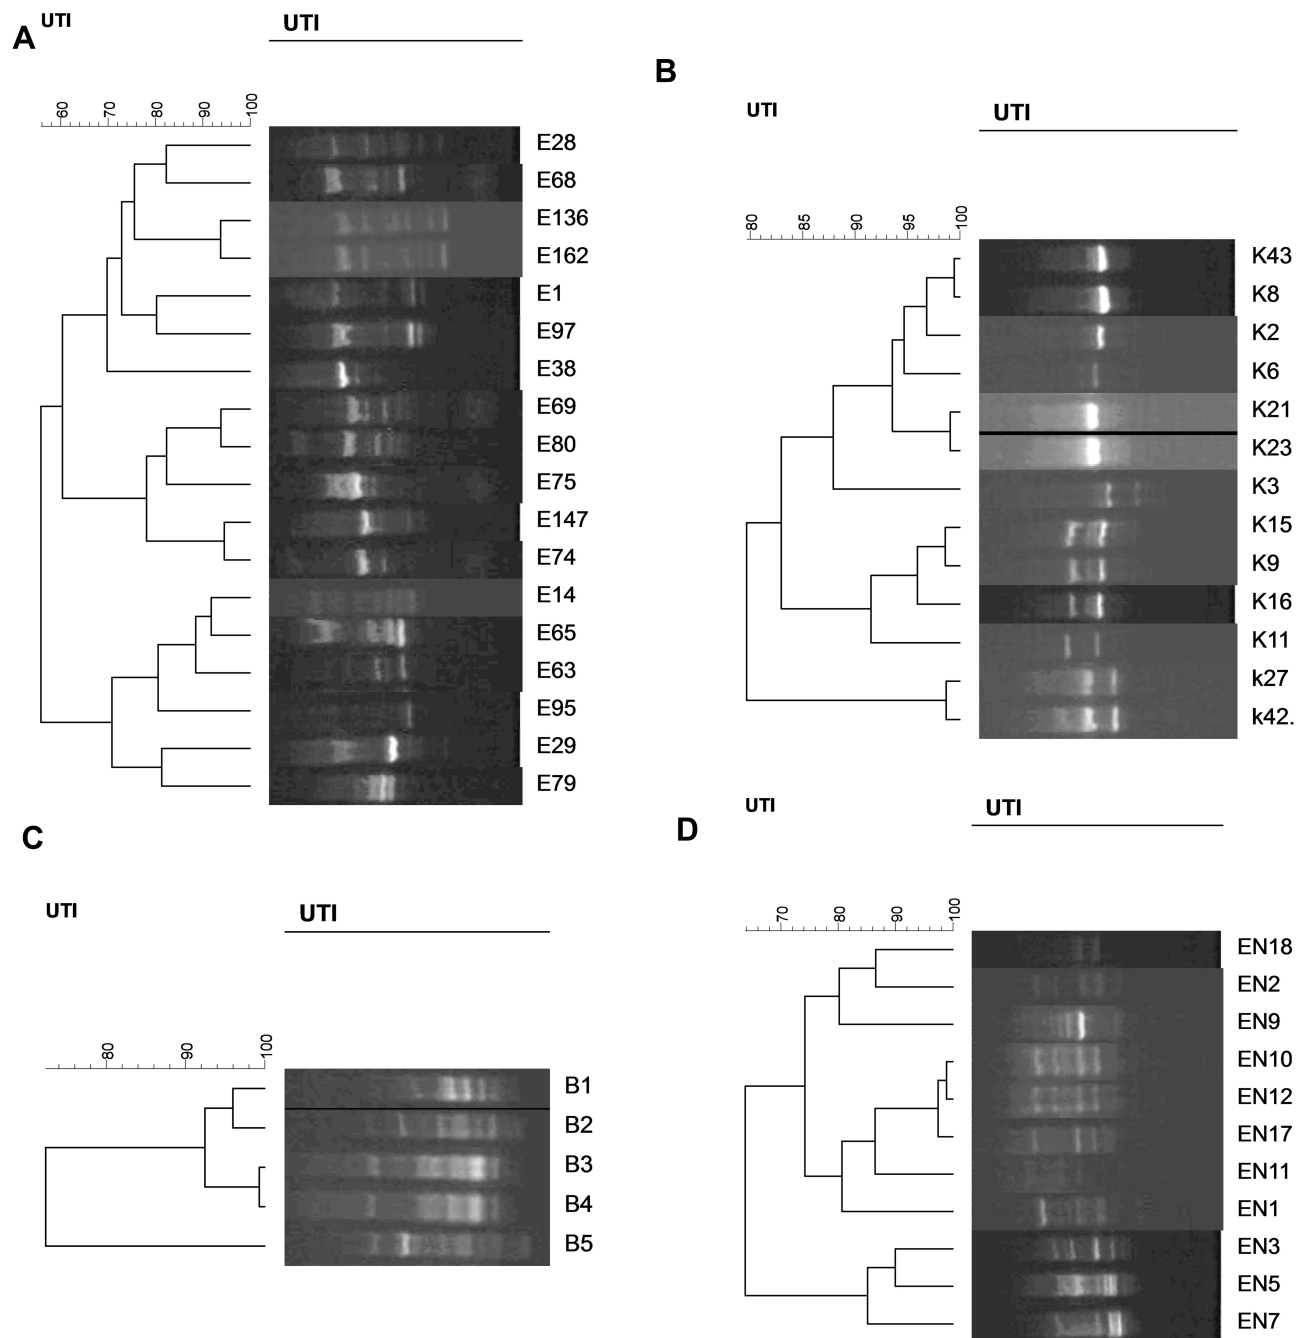 A UTI UTI
60 70 80 90 100
E28
E68
E136
E162
E1
E97
E38
E69
E80
E75
E147
E74
E14
E65
E63
E95
E29
E79
B
UTI UTI
80 85 90 95 100
K43
K8
K2
K6
K21
K23
K3
K15
K9
K16
K11
k27
k42.
C
UTI UTI
80 90 100
B1
B2
B3
B4
B5
D
UTI UTI
70 80 90 100
EN18
EN2
EN9
EN10
EN12
EN17
EN11
EN1
EN3
EN5
EN7